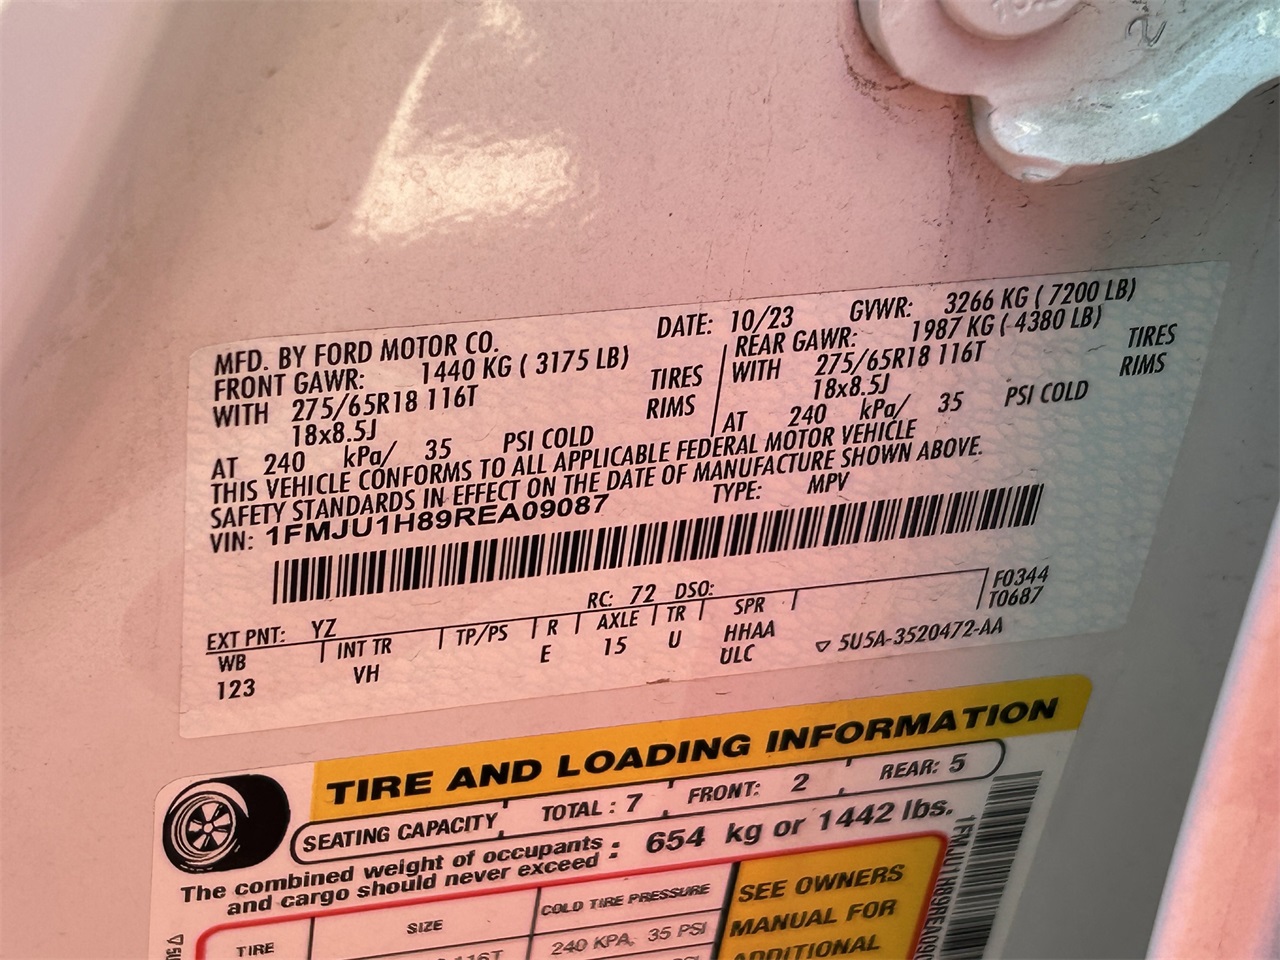 MFD. BY FORD MOTOR CO. DATE: 10/23 GVWR: 3266 KG ( 7200 LB)
FRONT GAWR: 1440 KG ( 3175 LB) REAR GAWR: 1987 KG ( 4380 LB)
WITH 275/65R18 116T TIRES WITH 275/65R18 116T TIRES
18x8.5J RIMS 18x8.5J RIMS
AT 240 kPa/ 35 PSI COLD AT 240 kPa/ 35 PSI COLD
THIS VEHICLE CONFORMS TO ALL APPLICABLE FEDERAL MOTOR VEHICLE
SAFETY STANDARDS IN EFFECT ON THE DATE OF MANUFACTURE SHOWN ABOVE.
VIN: 1FMJU1H89REA09087 TYPE: MPV
F0344
T0687
EXT PNT: YZ RC: 72 DSO:
WB INT TR TP/PS R AXLE TR SPR
123 VH E 15 U HHAA
ULC
5U5A-3520472-AA
TIRE AND LOADING INFORMATION
SEATING CAPACITY TOTAL : 7 FRONT: 2 REAR: 5
The combined weight of occupants : 654 kg or 1442 lbs.
and cargo should never exceed :
TIRE SIZE COLD TIRE PRESSURE SEE OWNERS
MANUAL FOR
ADDITIONAL
116T 240 KPA, 35 PSI